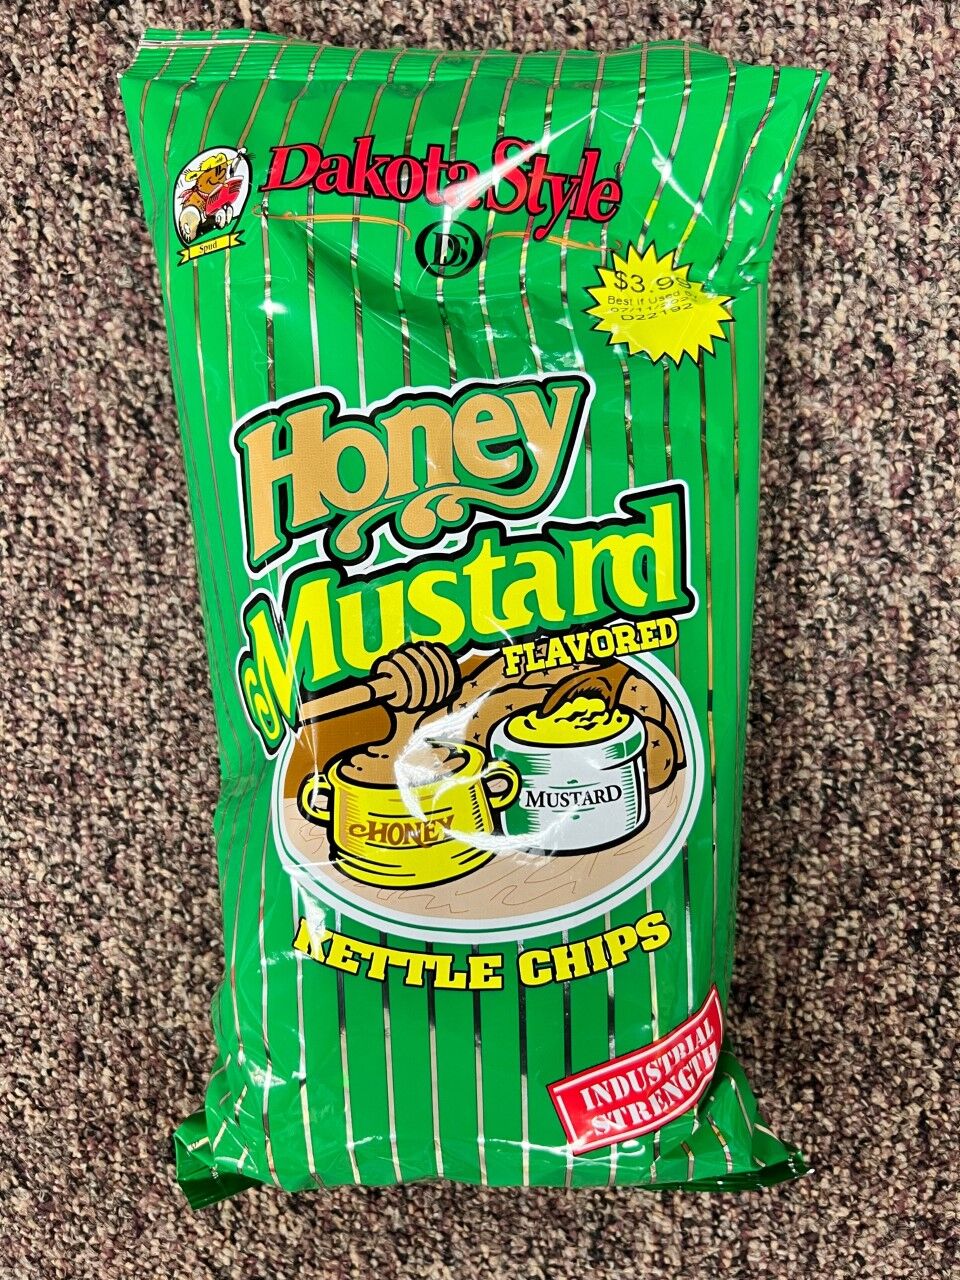 Dakota Style
DS
Spud
$3.99
Best If Used By
D22192
Honey
Mustard
FLAVORED
HONEY
MUSTARD
KETTLE CHIPS
INDUSTRIAL
STRENGTH